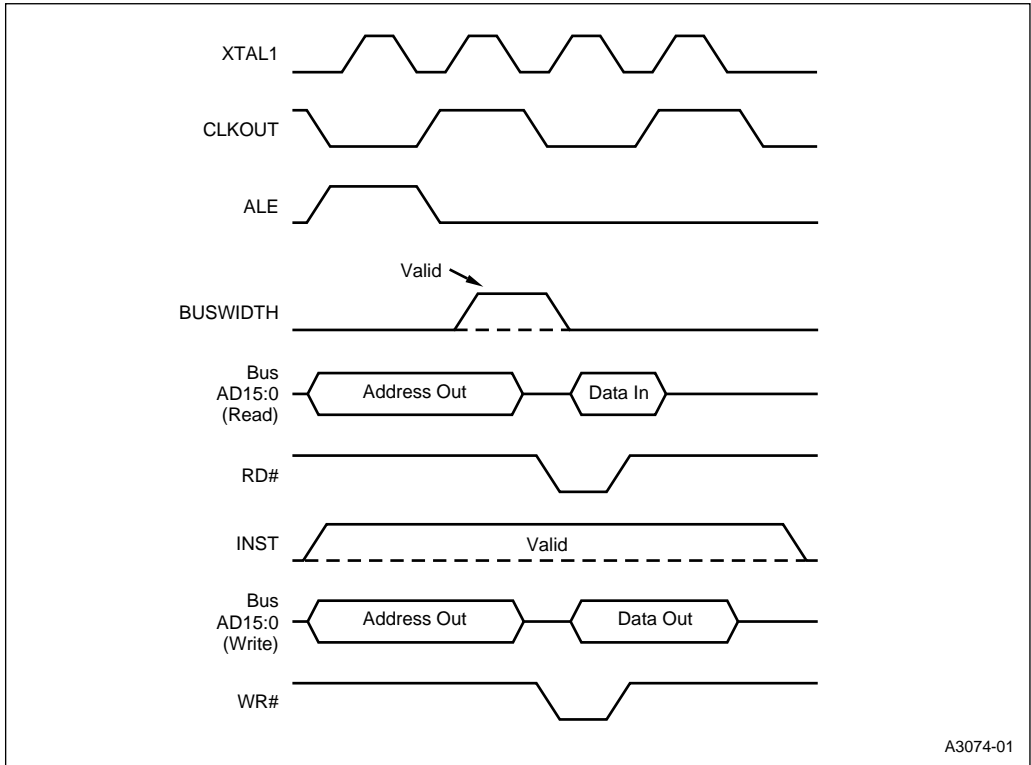 XTAL1
CLKOUT
ALE
Valid
BUSWIDTH
Bus
AD15:0
(Read)
Address Out
Data In
RD#
INST
Valid
Bus
AD15:0
(Write)
Address Out
Data Out
WR#
A3074-01